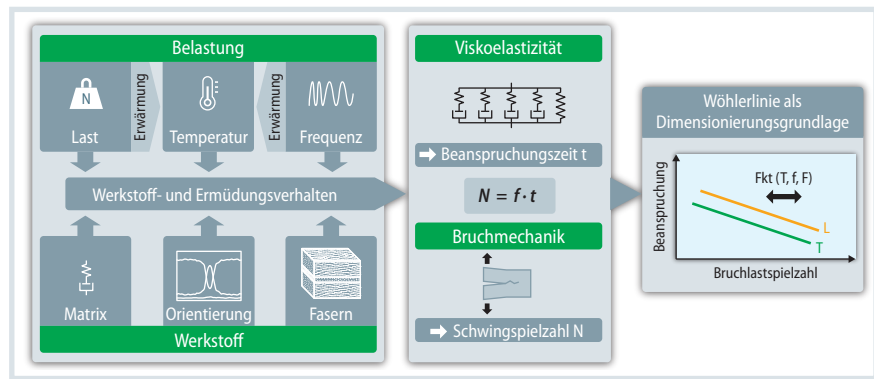 Belastung
N
Last
Erwärmung
Temperatur
Erwärmung
Frequenz
Werkstoff- und Ermüdungsverhalten
Matrix
Orientierung
Fasern
Werkstoff
Viskoelastizität
Beanspruchungszeit t
N = f · t
Bruchmechanik
Schwingspielzahl N
Wöhlerlinie als
Dimensionierungsgrundlage
Beanspruchung
Fkt (T, f, F)
L
T
Bruchlastspielzahl